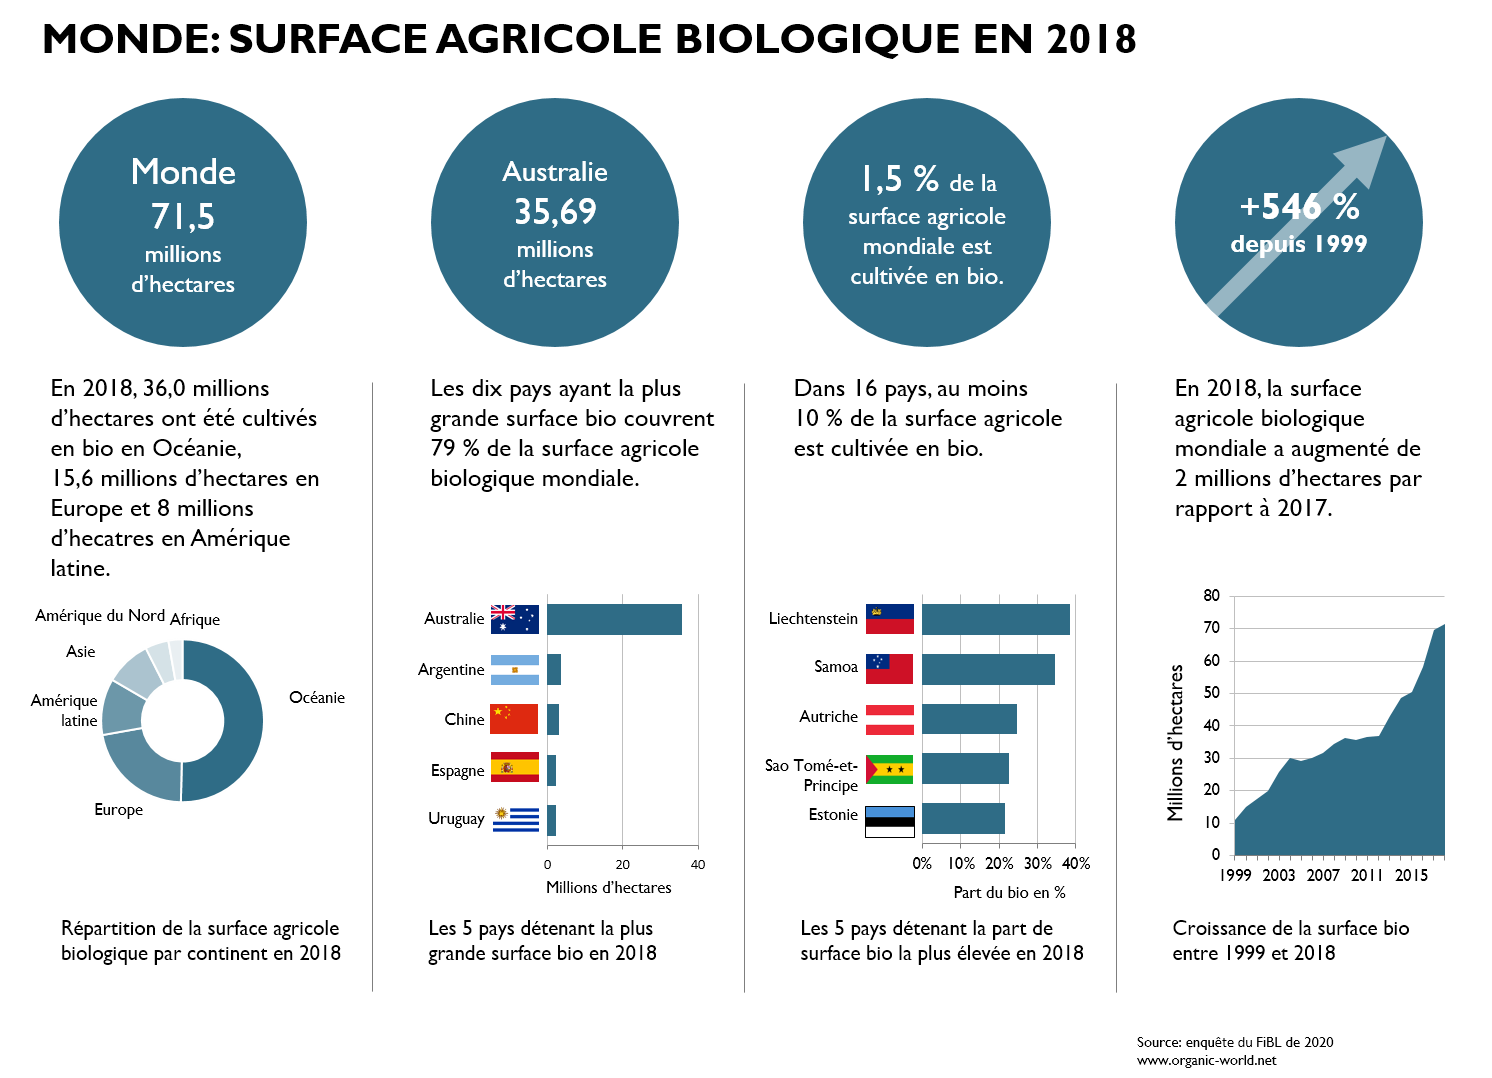 MONDE: SURFACE AGRICOLE BIOLOGIQUE EN 2018
Monde
71,5
millions
d'hectares
Australie
35,69
millions
d'hectares
1,5 % de la
surface agricole
mondiale est
cultivée en bio.
+546 %
depuis 1999
En 2018, 36,0 millions
d'hectares ont été cultivés
en bio en Océanie,
15,6 millions d'hectares en
Europe et 8 millions
d'hecatres en Amérique
latine.
Amérique du Nord
Afrique
Asie
Amérique
latine
Océanie
Europe
Répartition de la surface agricole
biologique par continent en 2018
Les dix pays ayant la plus
grande surface bio couvrent
79 % de la surface agricole
biologique mondiale.
Australie
Argentine
Chine
Espagne
Uruguay
0 20 40
Millions d'hectares
Les 5 pays détenant la plus
grande surface bio en 2018
Dans 16 pays, au moins
10 % de la surface agricole
est cultivée en bio.
Liechtenstein
Samoa
Autriche
Sao Tomé-et-
Principe
Estonie
0% 10% 20% 30% 40%
Part du bio en %
Les 5 pays détenant la part de
surface bio la plus élevée en 2018
En 2018, la surface
agricole biologique
mondiale a augmenté de
2 millions d'hectares par
rapport à 2017.
Millions d'hectares
80
70
60
50
40
30
20
10
0
1999 2003 2007 2011 2015
Croissance de la surface bio
entre 1999 et 2018
Source: enquête du FiBL de 2020
www.organic-world.net